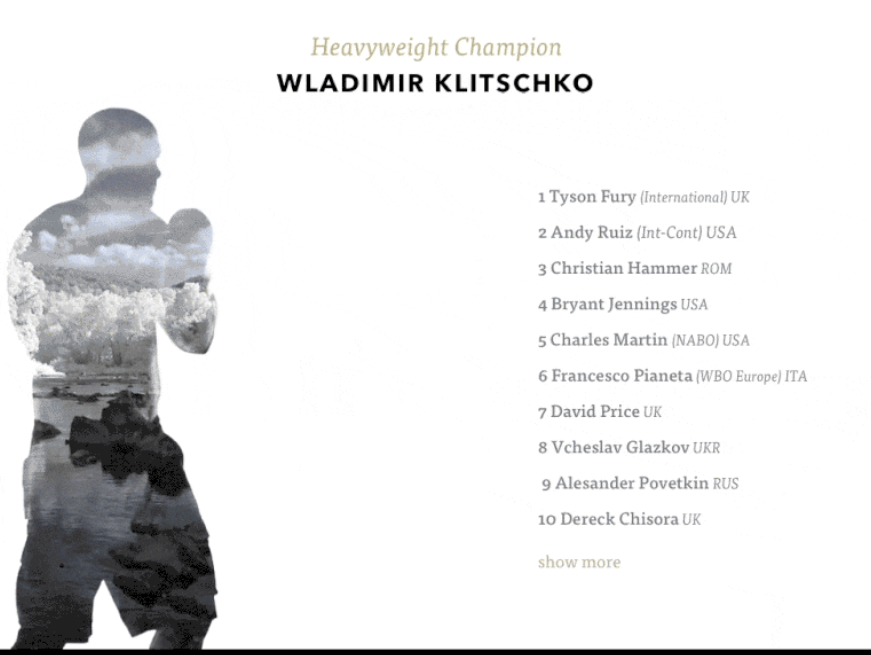 Heavyweight Champion
WLADIMIR KLITSCHKO
1 Tyson Fury (International) UK
2 Andy Ruiz (Int-Cont) USA
3 Christian Hammer ROM
4 Bryant Jennings USA
5 Charles Martin (NABO) USA
6 Francesco Pianeta (WBO Europe) ITA
7 David Price UK
8 Vcheslav Glazkov UKR
9 Alesander Povetkin RUS
10 Dereck Chisora UK
show more